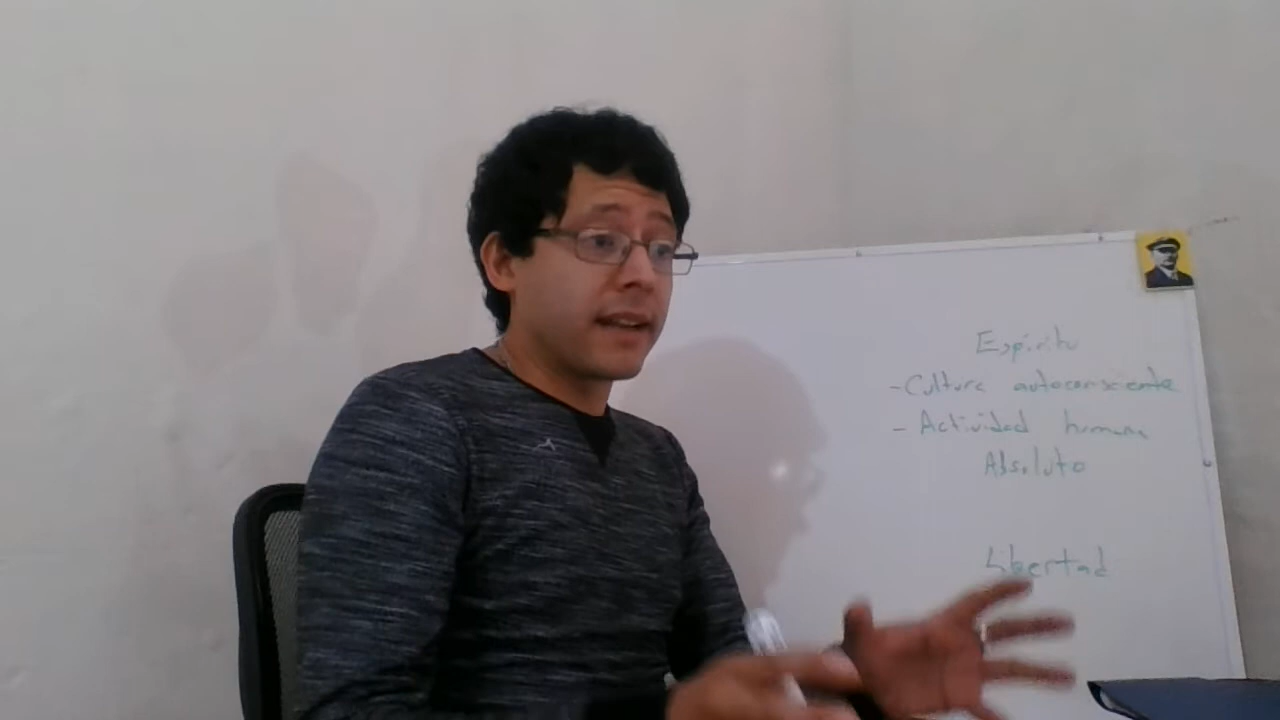 Espíritu
- Cultura autoconsciente
- Actividad humana
Absoluto
Libertad